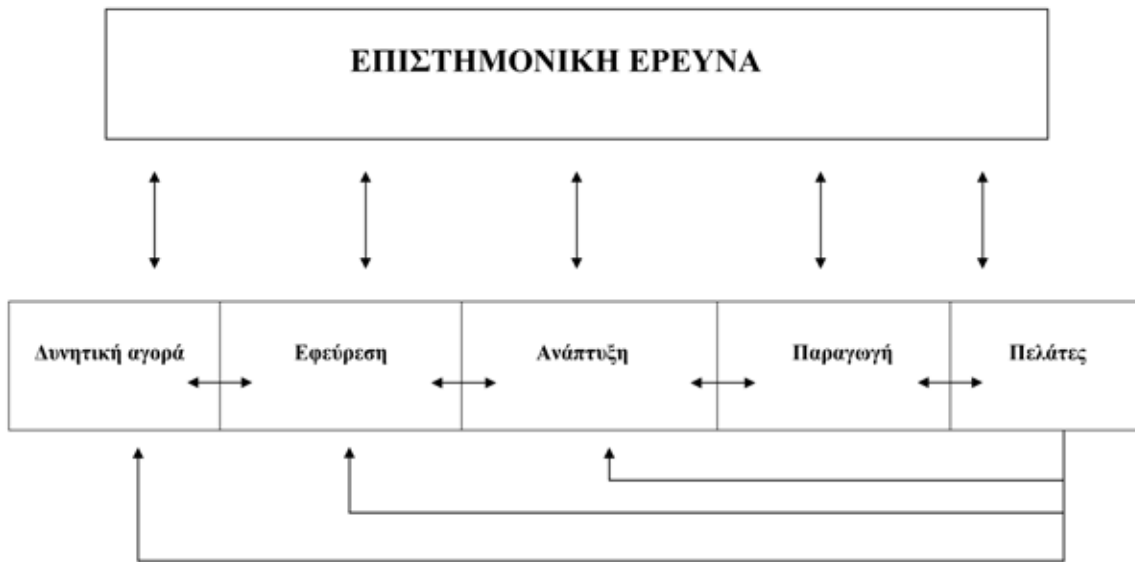 ΕΠΙΣΤΗΜΟΝΙΚΗ ΕΡΕΥΝΑ
Δυνητική αγορά
Εφεύρεση
Ανάπτυξη
Παραγωγή
Πελάτες